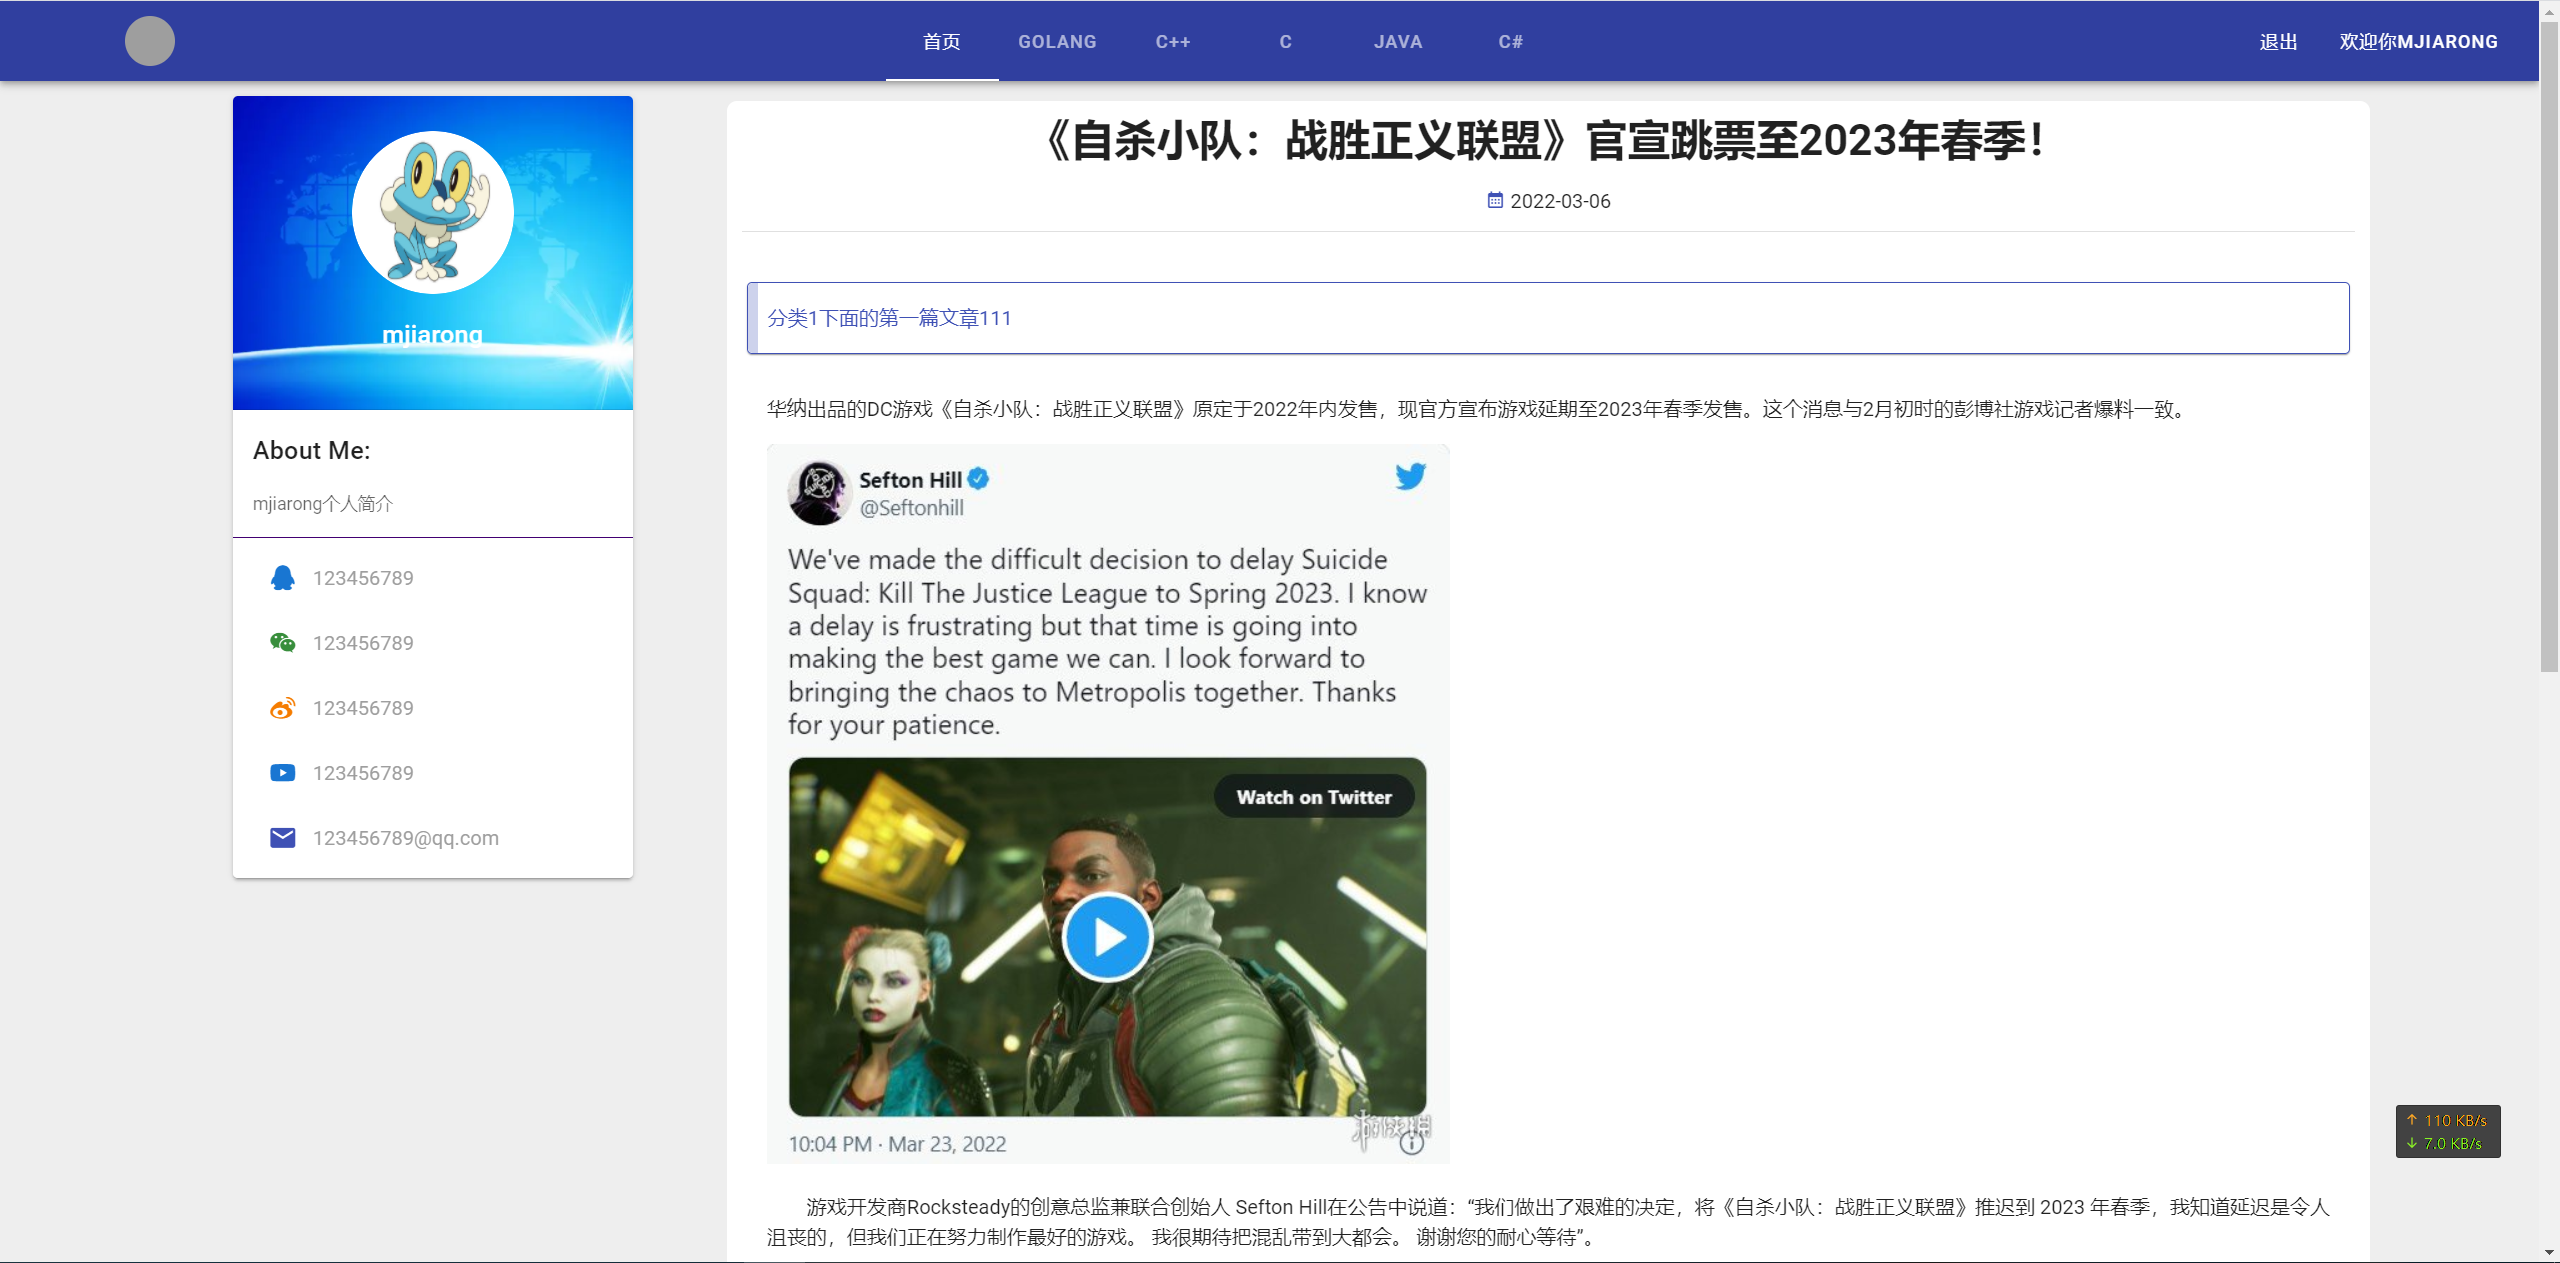 首页
GOLANG
C++
C
JAVA
C#
退出
欢迎你MJIARONG
mjiarong
About Me:
mjiarong个人简介
123456789
123456789
123456789
123456789
123456789@qq.com
《自杀小队：战胜正义联盟》官宣跳票至2023年春季！
2022-03-06
分类1下面的第一篇文章111
华纳出品的DC游戏《自杀小队：战胜正义联盟》原定于2022年内发售，现官方宣布游戏延期至2023年春季发售。这个消息与2月初时的彭博社游戏记者爆料一致。
Sefton Hill
@Seftonhill
We've made the difficult decision to delay Suicide
Squad: Kill The Justice League to Spring 2023. I know
a delay is frustrating but that time is going into
making the best game we can. I look forward to
bringing the chaos to Metropolis together. Thanks
for your patience.
Watch on Twitter
游侠网
10:04 PM · Mar 23, 2022
游戏开发商Rocksteady的创意总监兼联合创始人 Sefton Hill在公告中说道：“我们做出了艰难的决定，将《自杀小队：战胜正义联盟》推迟到 2023 年春季，我知道延迟是令人
沮丧的，但我们正在努力制作最好的游戏。 我很期待把混乱带到大都会。 谢谢您的耐心等待”。
↑ 110 KB/s
↓ 7.0 KB/s